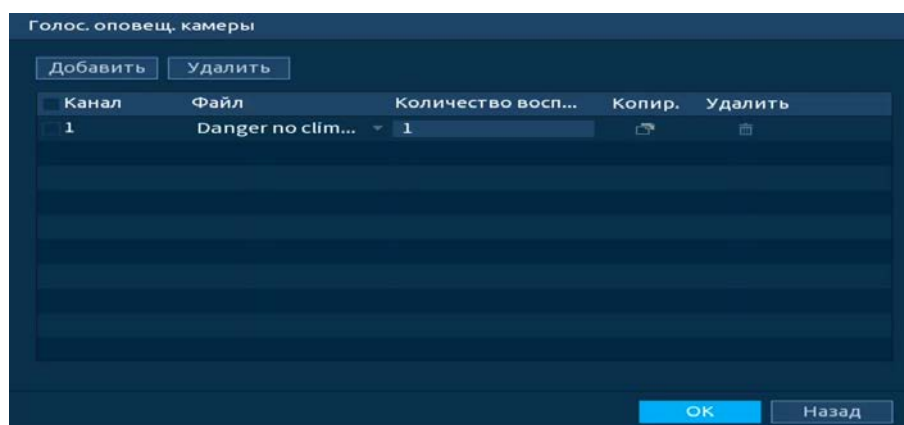 Голос. оповещ. камеры
Добавить Удалить
Канал Файл Количество восп... Копир. Удалить
1 Danger no clim... 1
OK Назад